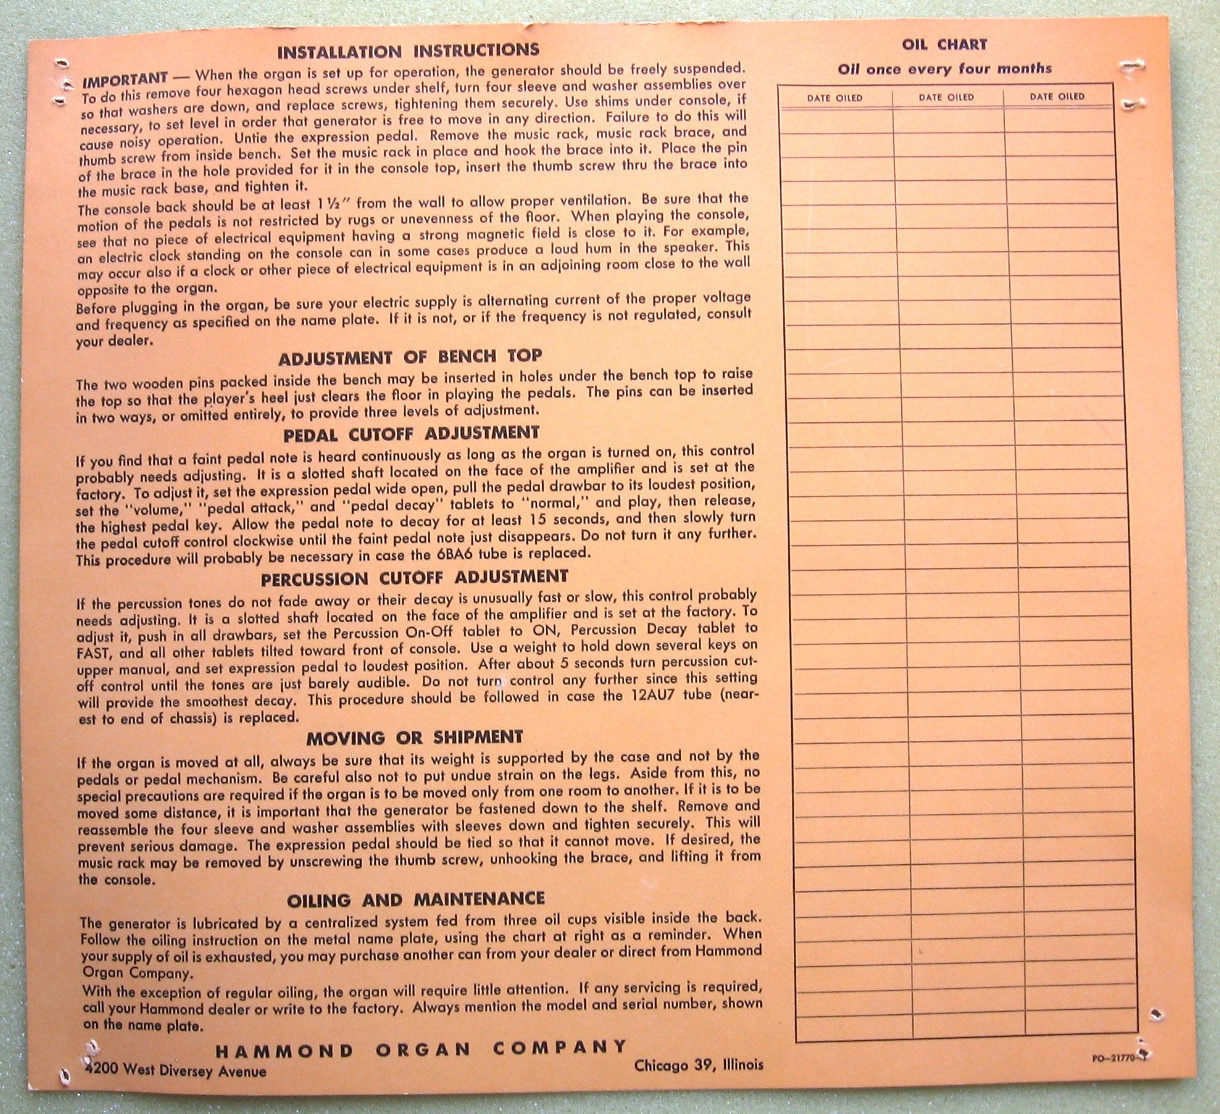 INSTALLATION INSTRUCTIONS
IMPORTANT — When the organ is set up for operation, the generator should be freely suspended.
To do this remove four hexagon head screws under shelf, turn four sleeve and washer assemblies over
so that washers are down, and replace screws, tightening them securely. Use shims under console, if
necessary, to set level in order that generator is free to move in any direction. Failure to do this will
cause noisy operation. Untie the expression pedal. Remove the music rack, music rack brace, and
thumb screw from inside bench. Set the music rack in place and hook the brace into it. Place the pin
of the brace in the hole provided for it in the console top, insert the thumb screw thru the brace into
the music rack base, and tighten it.
The console back should be at least 1½" from the wall to allow proper ventilation. Be sure that the
motion of the pedals is not restricted by rugs or unevenness of the floor. When playing the console,
see that no piece of electrical equipment having a strong magnetic field is close to it. For example,
an electric clock standing on the console can in some cases produce a loud hum in the speaker. This
may occur also if a clock or other piece of electrical equipment is in an adjoining room close to the wall
opposite to the organ.
Before plugging in the organ, be sure your electric supply is alternating current of the proper voltage
and frequency as specified on the name plate. If it is not, or if the frequency is not regulated, consult
your dealer.
ADJUSTMENT OF BENCH TOP
The two wooden pins packed inside the bench may be inserted in holes under the bench top to raise
the top so that the player's heel just clears the floor in playing the pedals. The pins can be inserted
in two ways, or omitted entirely, to provide three levels of adjustment.
PEDAL CUTOFF ADJUSTMENT
If you find that a faint pedal note is heard continuously as long as the organ is turned on, this control
probably needs adjusting. It is a slotted shaft located on the face of the amplifier and is set at the
factory. To adjust it, set the expression pedal wide open, pull the pedal drawbar to its loudest position,
set the "volume," "pedal attack," and "pedal decay" tablets to "normal," and play, then release,
the highest pedal key. Allow the pedal note to decay for at least 15 seconds, and then slowly turn
the pedal cutoff control clockwise until the faint pedal note just disappears. Do not turn it any further.
This procedure will probably be necessary in case the 6BA6 tube is replaced.
PERCUSSION CUTOFF ADJUSTMENT
If the percussion tones do not fade away or their decay is unusually fast or slow, this control probably
needs adjusting. It is a slotted shaft located on the face of the amplifier and is set at the factory. To
adjust it, push in all drawbars, set the Percussion On-Off tablet to ON, Percussion Decay tablet to
FAST, and all other tablets tilted toward front of console. Use a weight to hold down several keys on
upper manual, and set expression pedal to loudest position. After about 5 seconds turn percussion cut-
off control until the tones are just barely audible. Do not turn control any further since this setting
will provide the smoothest decay. This procedure should be followed in case the 12AU7 tube (near-
est to end of chassis) is replaced.
MOVING OR SHIPMENT
If the organ is moved at all, always be sure that its weight is supported by the case and not by the
pedals or pedal mechanism. Be careful also not to put undue strain on the legs. Aside from this, no
special precautions are required if the organ is to be moved only from one room to another. If it is to be
moved some distance, it is important that the generator be fastened down to the shelf. Remove and
reassemble the four sleeve and washer assemblies with sleeves down and tighten securely. This will
prevent serious damage. The expression pedal should be tied so that it cannot move. If desired, the
music rack may be removed by unscrewing the thumb screw, unhooking the brace, and lifting it from
the console.
OILING AND MAINTENANCE
The generator is lubricated by a centralized system fed from three oil cups visible inside the back.
Follow the oiling instruction on the metal name plate, using the chart at right as a reminder. When
your supply of oil is exhausted, you may purchase another can from your dealer or direct from Hammond
Organ Company.
With the exception of regular oiling, the organ will require little attention. If any servicing is required,
call your Hammond dealer or write to the factory. Always mention the model and serial number, shown
on the name plate.
HAMMOND ORGAN COMPANY
4200 West Diversey Avenue Chicago 39, Illinois
OIL CHART
Oil once every four months
DATE OILED DATE OILED DATE OILED